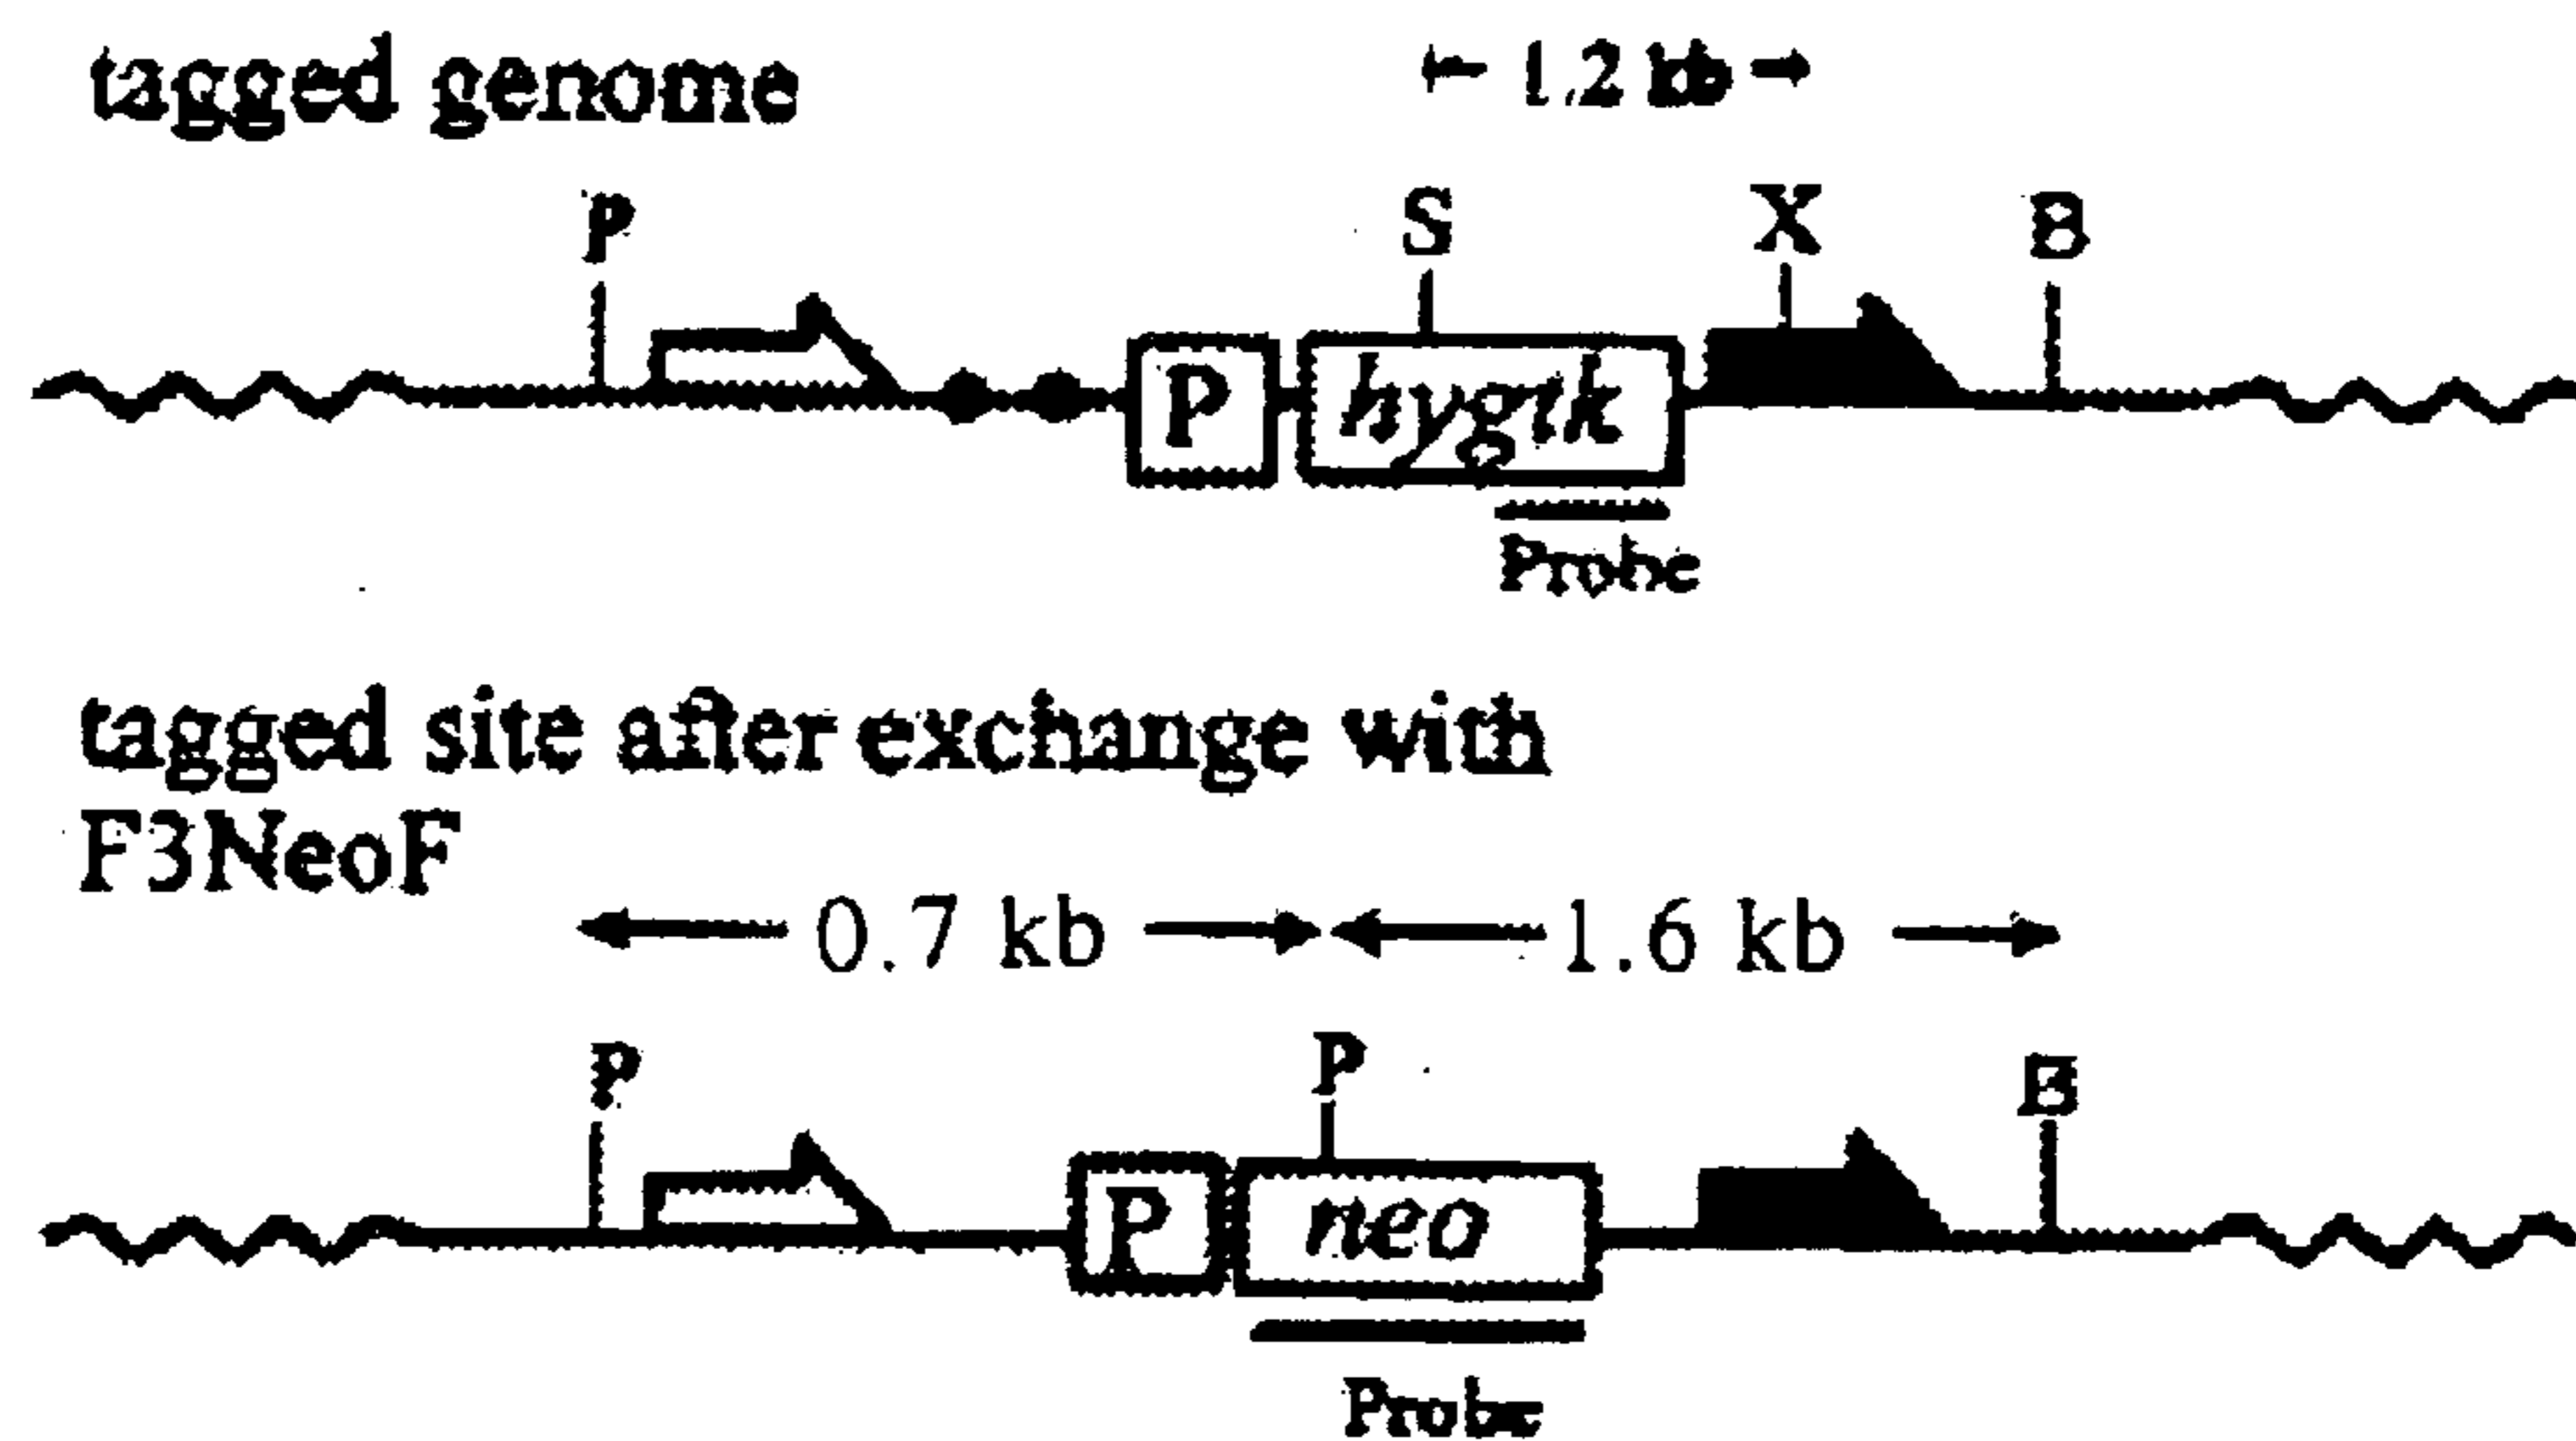 tagged genome
1.2 kb
P S X B
P hygtk
Probe
tagged site after exchange with
F3NeoF
0.7 kb 1.6 kb
P P B
P neo
Probe